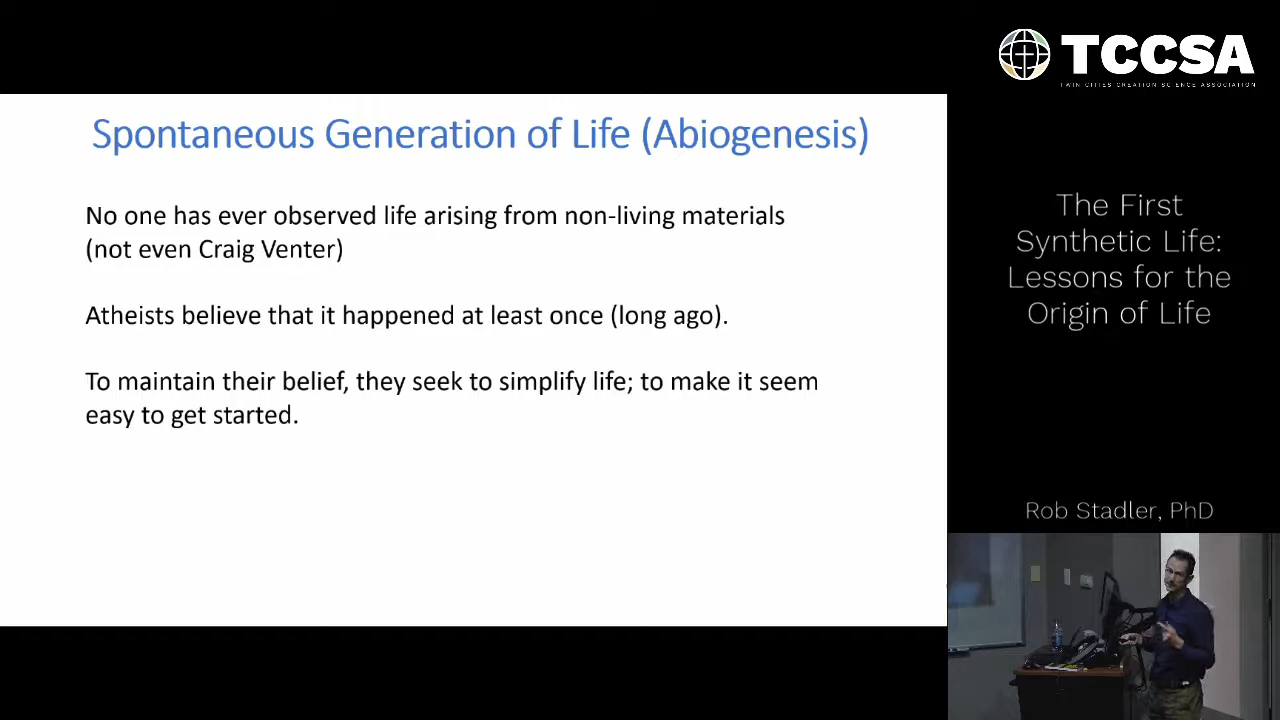 TCCSA
TWIN CITIES CREATION SCIENCE ASSOCIATION
Spontaneous Generation of Life (Abiogenesis)
No one has ever observed life arising from non-living materials
(not even Craig Venter)
Atheists believe that it happened at least once (long ago).
To maintain their belief, they seek to simplify life; to make it seem
easy to get started.
The First
Synthetic Life:
Lessons for the
Origin of Life
Rob Stadler, PhD